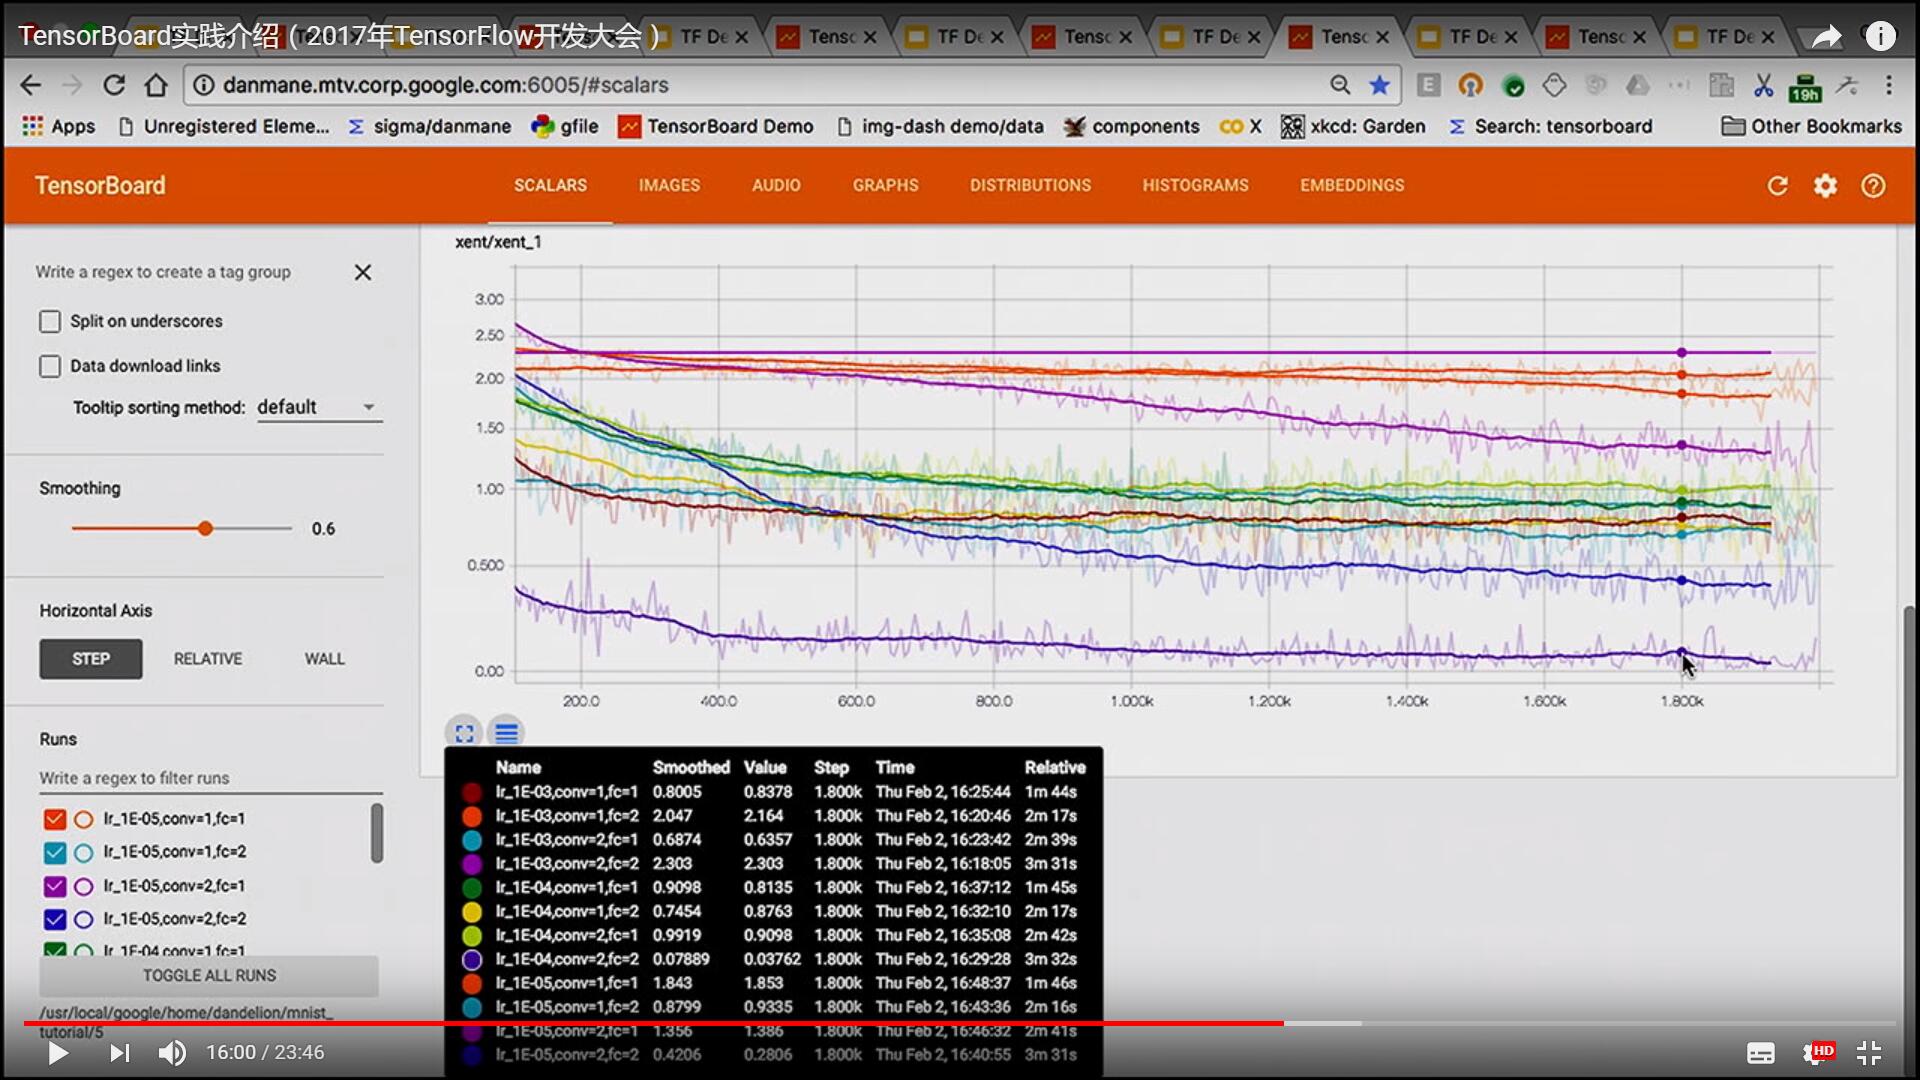 TensorBoard实践介绍（2017年TensorFlow开发大会）
TF De
Tensc
TF De
Tensc
TF De
Tensc
TF De
Tensc
TF De
danmane.mtv.corp.google.com:6005/#scalars
19h
Apps
Unregistered Eleme...
sigma/danmane
gfile
TensorBoard Demo
img-dash demo/data
components
X
xkcd: Garden
Search: tensorboard
Other Bookmarks
TensorBoard
SCALARS
IMAGES
AUDIO
GRAPHS
DISTRIBUTIONS
HISTOGRAMS
EMBEDDINGS
Write a regex to create a tag group
Split on underscores
Data download links
Tooltip sorting method: default
Smoothing
0.6
Horizontal Axis
STEP RELATIVE WALL
Runs
Write a regex to filter runs
lr_1E-05,conv=1,fc=1
lr_1E-05,conv=1,fc=2
lr_1E-05,conv=2,fc=1
lr_1E-05,conv=2,fc=2
lr_1E-04,conv=1,fc=1
TOGGLE ALL RUNS
/usr/local/google/home/dandelion/mnist_
tutorial/5
xent/xent_1
3.00
2.50
2.00
1.50
1.00
0.500
0.00
200.0 400.0 600.0 800.0 1.000k 1.200k 1.400k 1.600k 1.800k
Name Smoothed Value Step Time Relative
lr_1E-03,conv=1,fc=1 0.8005 0.8378 1.800k Thu Feb 2, 16:25:44 1m 44s
lr_1E-03,conv=1,fc=2 2.047 2.164 1.800k Thu Feb 2, 16:20:46 2m 17s
lr_1E-03,conv=2,fc=1 0.6874 0.6357 1.800k Thu Feb 2, 16:23:42 2m 39s
lr_1E-03,conv=2,fc=2 2.303 2.303 1.800k Thu Feb 2, 16:18:05 3m 31s
lr_1E-04,conv=1,fc=1 0.9098 0.8135 1.800k Thu Feb 2, 16:37:12 1m 45s
lr_1E-04,conv=1,fc=2 0.7454 0.8763 1.800k Thu Feb 2, 16:32:10 2m 17s
lr_1E-04,conv=2,fc=1 0.9919 0.9098 1.800k Thu Feb 2, 16:35:08 2m 42s
lr_1E-04,conv=2,fc=2 0.07889 0.03762 1.800k Thu Feb 2, 16:29:28 3m 32s
lr_1E-05,conv=1,fc=1 1.843 1.853 1.800k Thu Feb 2, 16:48:37 1m 46s
lr_1E-05,conv=1,fc=2 0.8799 0.9335 1.800k Thu Feb 2, 16:43:36 2m 16s
lr_1E-05,conv=2,fc=1 1.356 1.386 1.800k Thu Feb 2, 16:46:32 2m 41s
lr_1E-05,conv=2,fc=2 0.4206 0.2806 1.800k Thu Feb 2, 16:40:55 3m 31s
16:00 / 23:46
HD